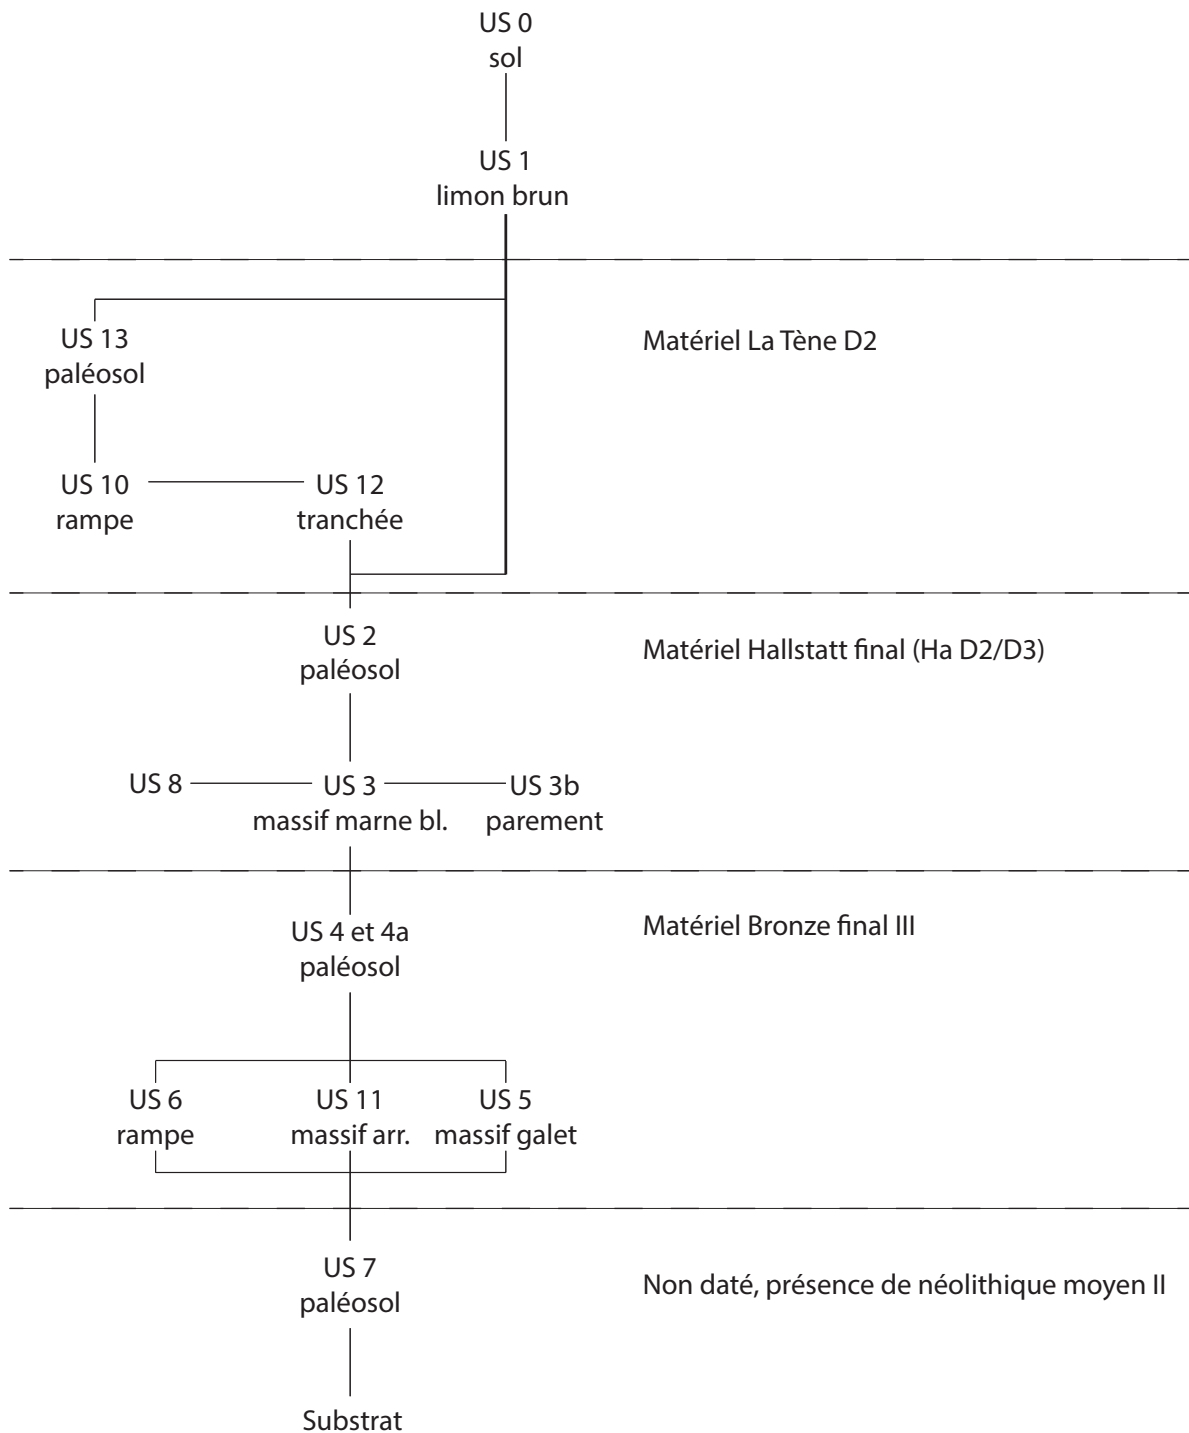 US 0
sol
US 1
limon brun
US 13
paléosol
Matériel La Tène D2
US 10
rampe
US 12
tranchée
US 2
paléosol
Matériel Hallstatt final (Ha D2/D3)
US 8
US 3
massif marne bl.
US 3b
parement
US 4 et 4a
paléosol
Matériel Bronze final III
US 6
rampe
US 11
massif arr.
US 5
massif galet
US 7
paléosol
Non daté, présence de néolithique moyen II
Substrat